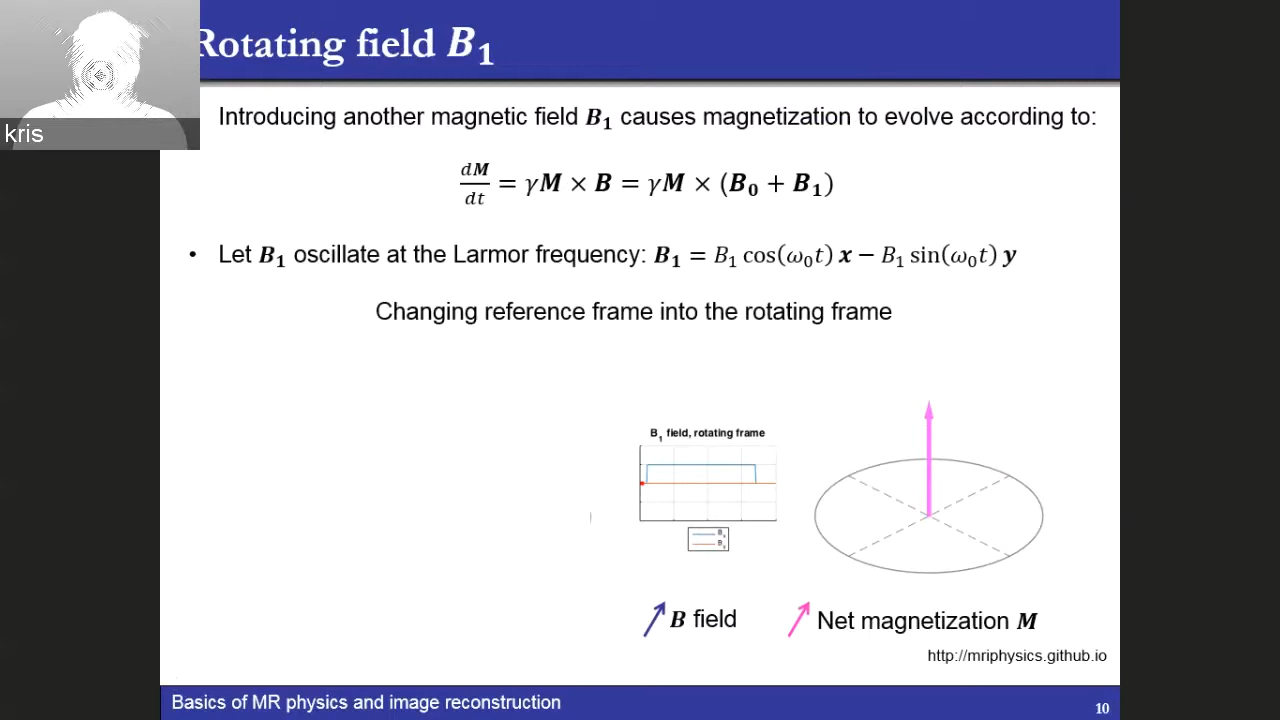 Rotating field B₁
kris
Introducing another magnetic field B₁ causes magnetization to evolve according to:
dM/dt = γM × B = γM × (B₀ + B₁)
• Let B₁ oscillate at the Larmor frequency: B₁ = B₁ cos(ω₀t) x − B₁ sin(ω₀t) y
Changing reference frame into the rotating frame
B₁ field, rotating frame
B field
Net magnetization M
http://mriphysics.github.io
Basics of MR physics and image reconstruction
10